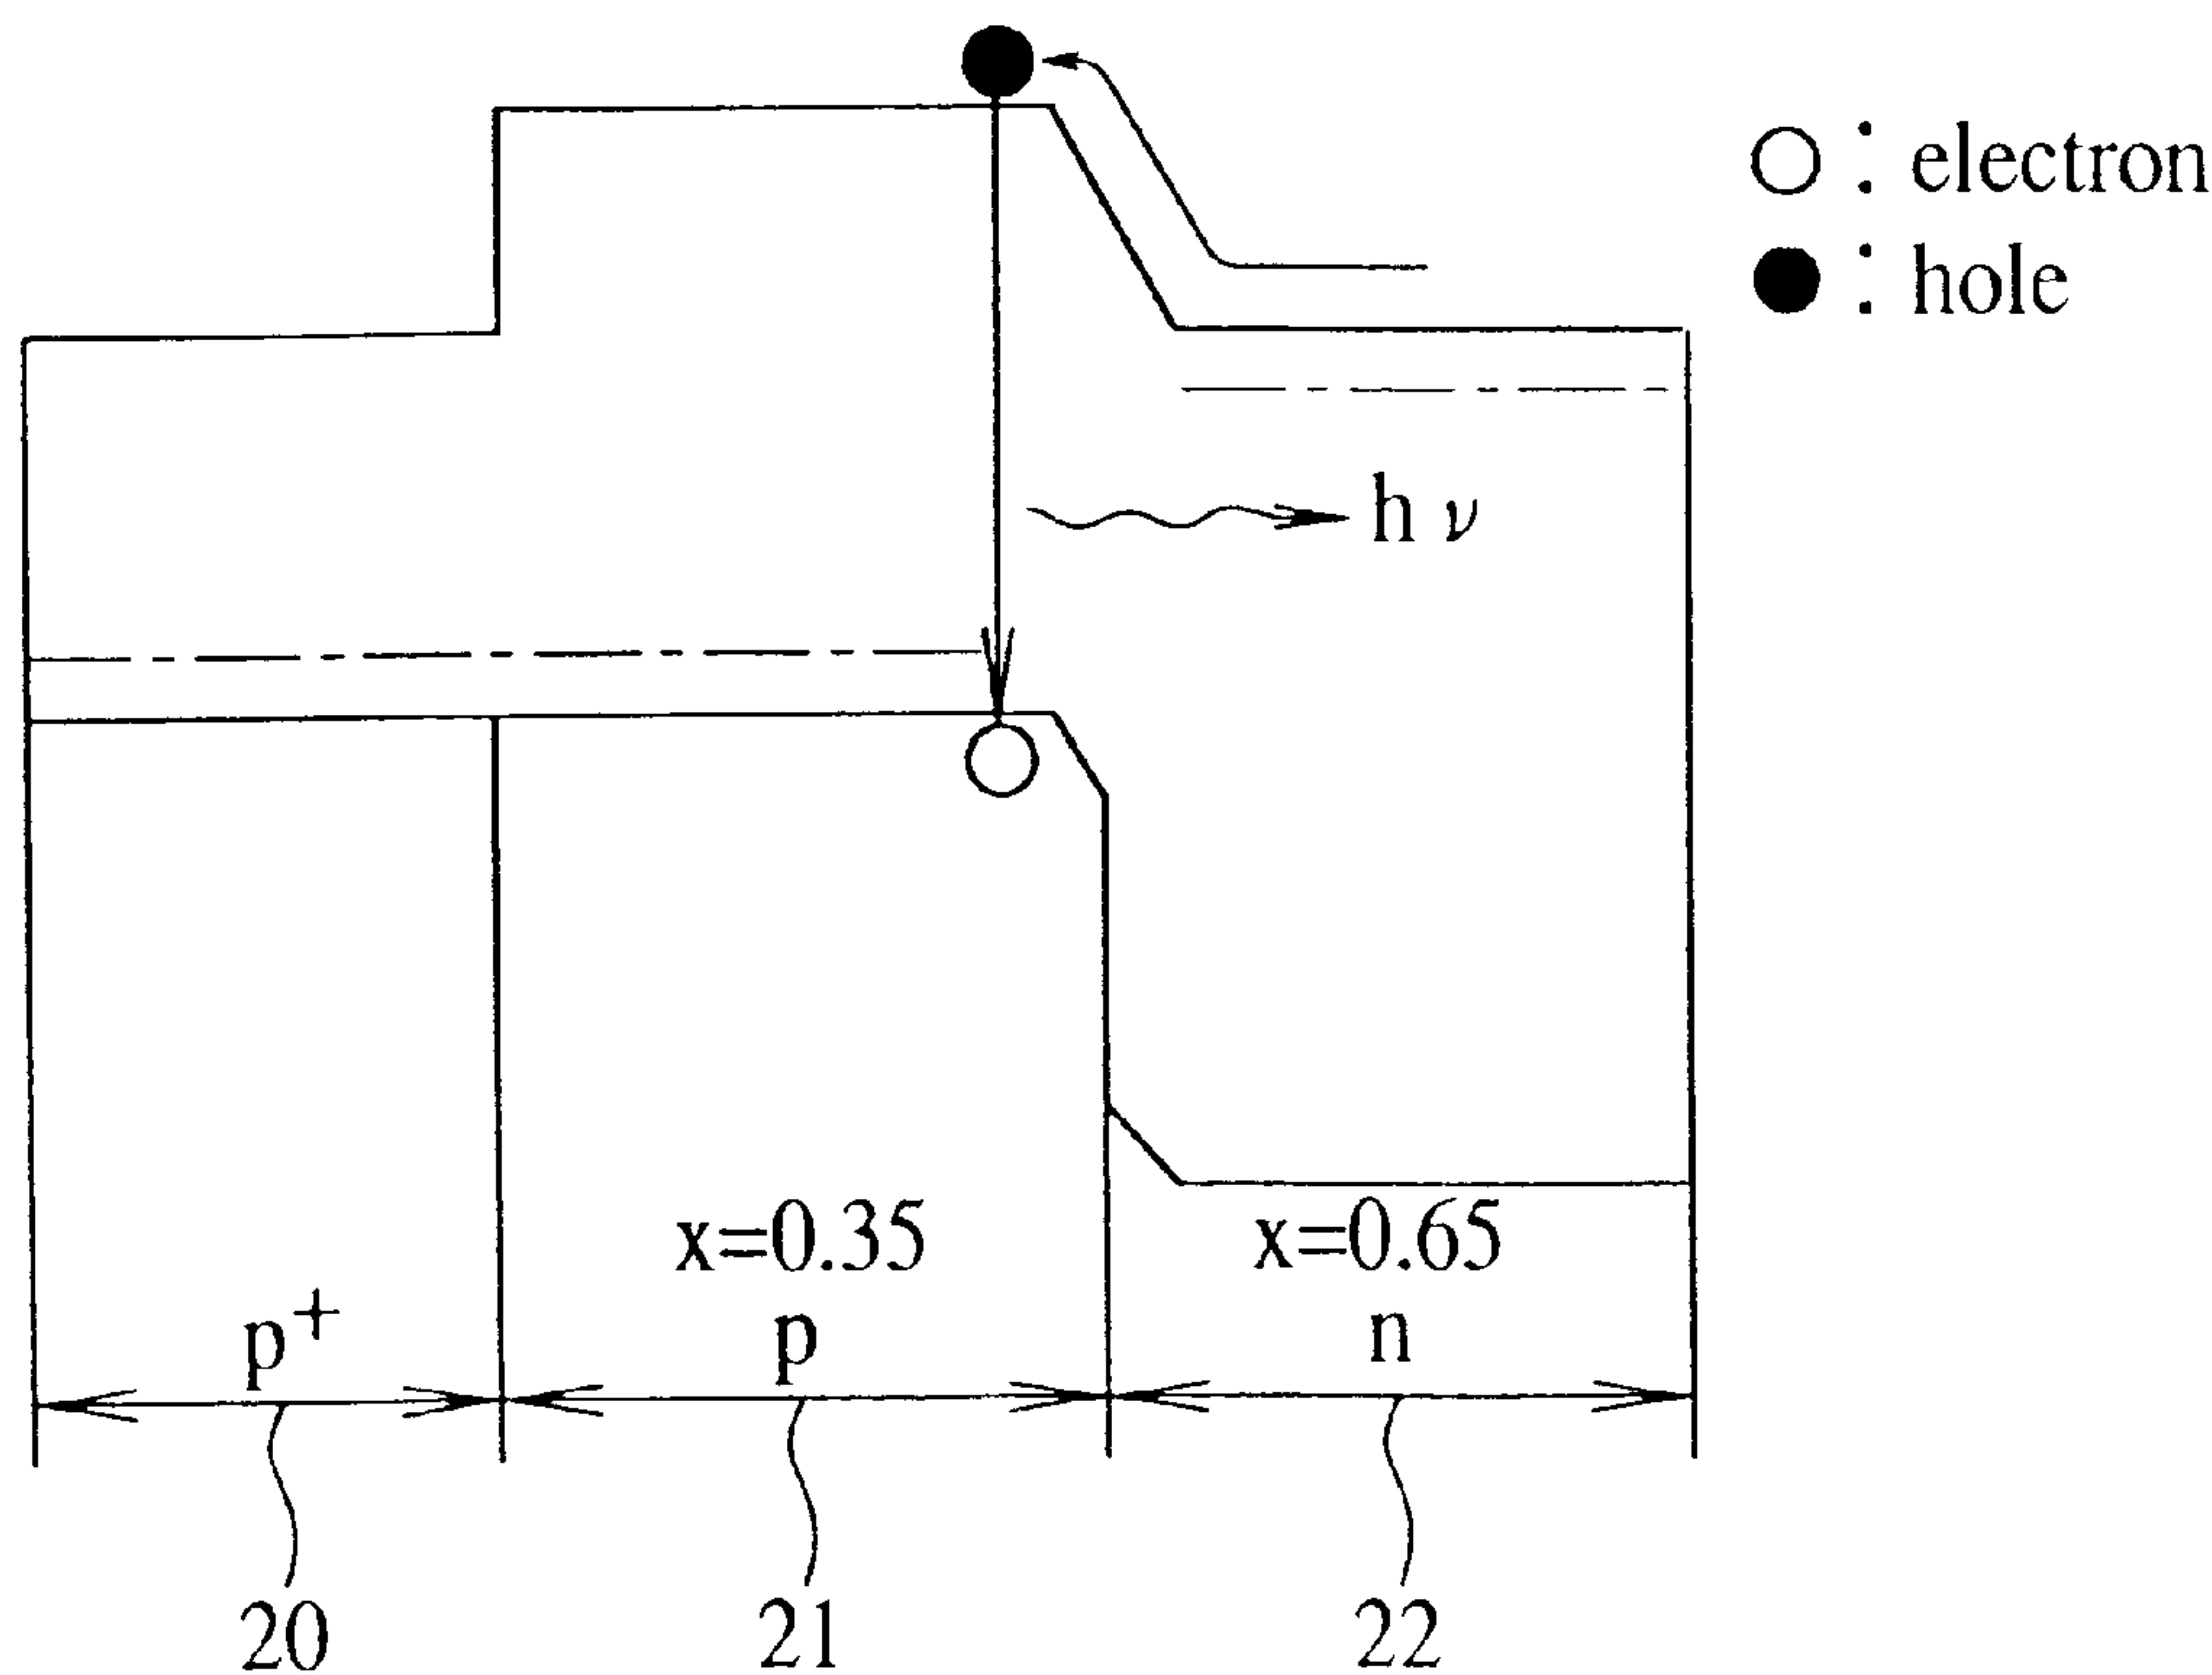 ○ : electron
● : hole
h ν
x=0.35
x=0.65
p+
p
n
20
21
22